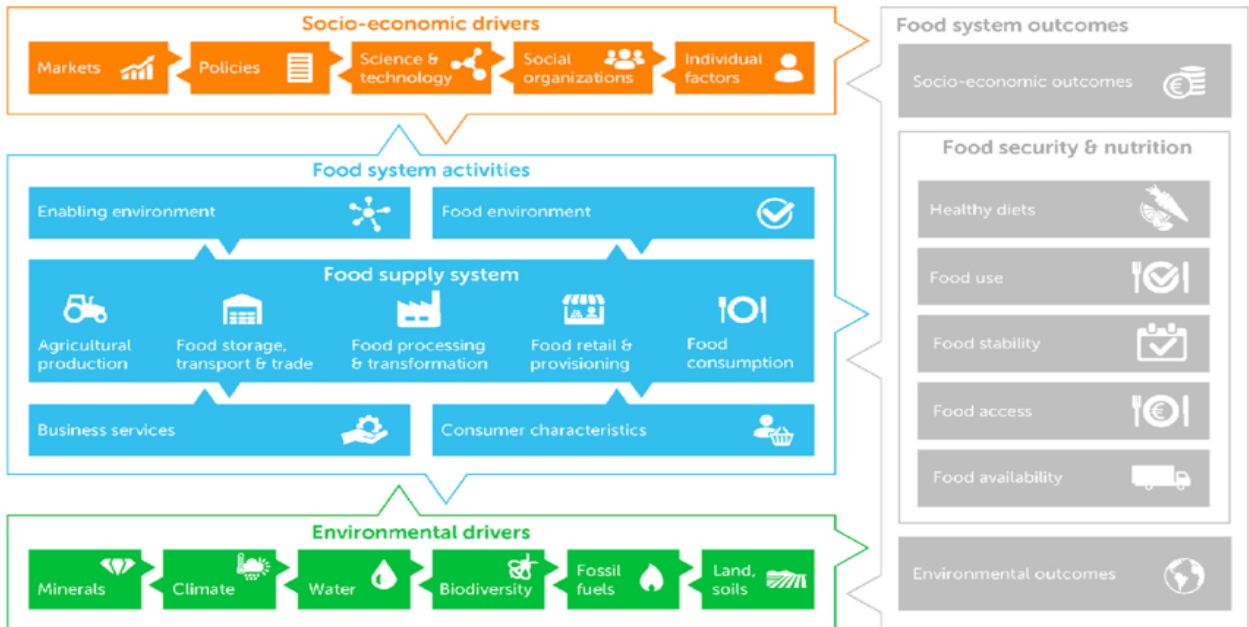 Socio-economic drivers
Markets
Policies
Science &
technology
Social
organizations
Individual
factors
Food system activities
Enabling environment
Food environment
Food supply system
Agricultural
production
Food storage,
transport & trade
Food processing
& transformation
Food retail &
provisioning
Food
consumption
Business services
Consumer characteristics
Environmental drivers
Minerals
Climate
Water
Biodiversity
Fossil
fuels
Land,
soils
Food system outcomes
Socio-economic outcomes
€
Food security & nutrition
Healthy diets
Food use
Food stability
Food access
€
Food availability
Environmental outcomes